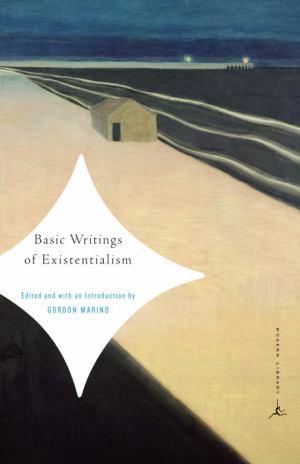 Basic Writings
of Existentialism
Edited and with an Introduction by
GORDON MARINO
MODERN LIBRARY